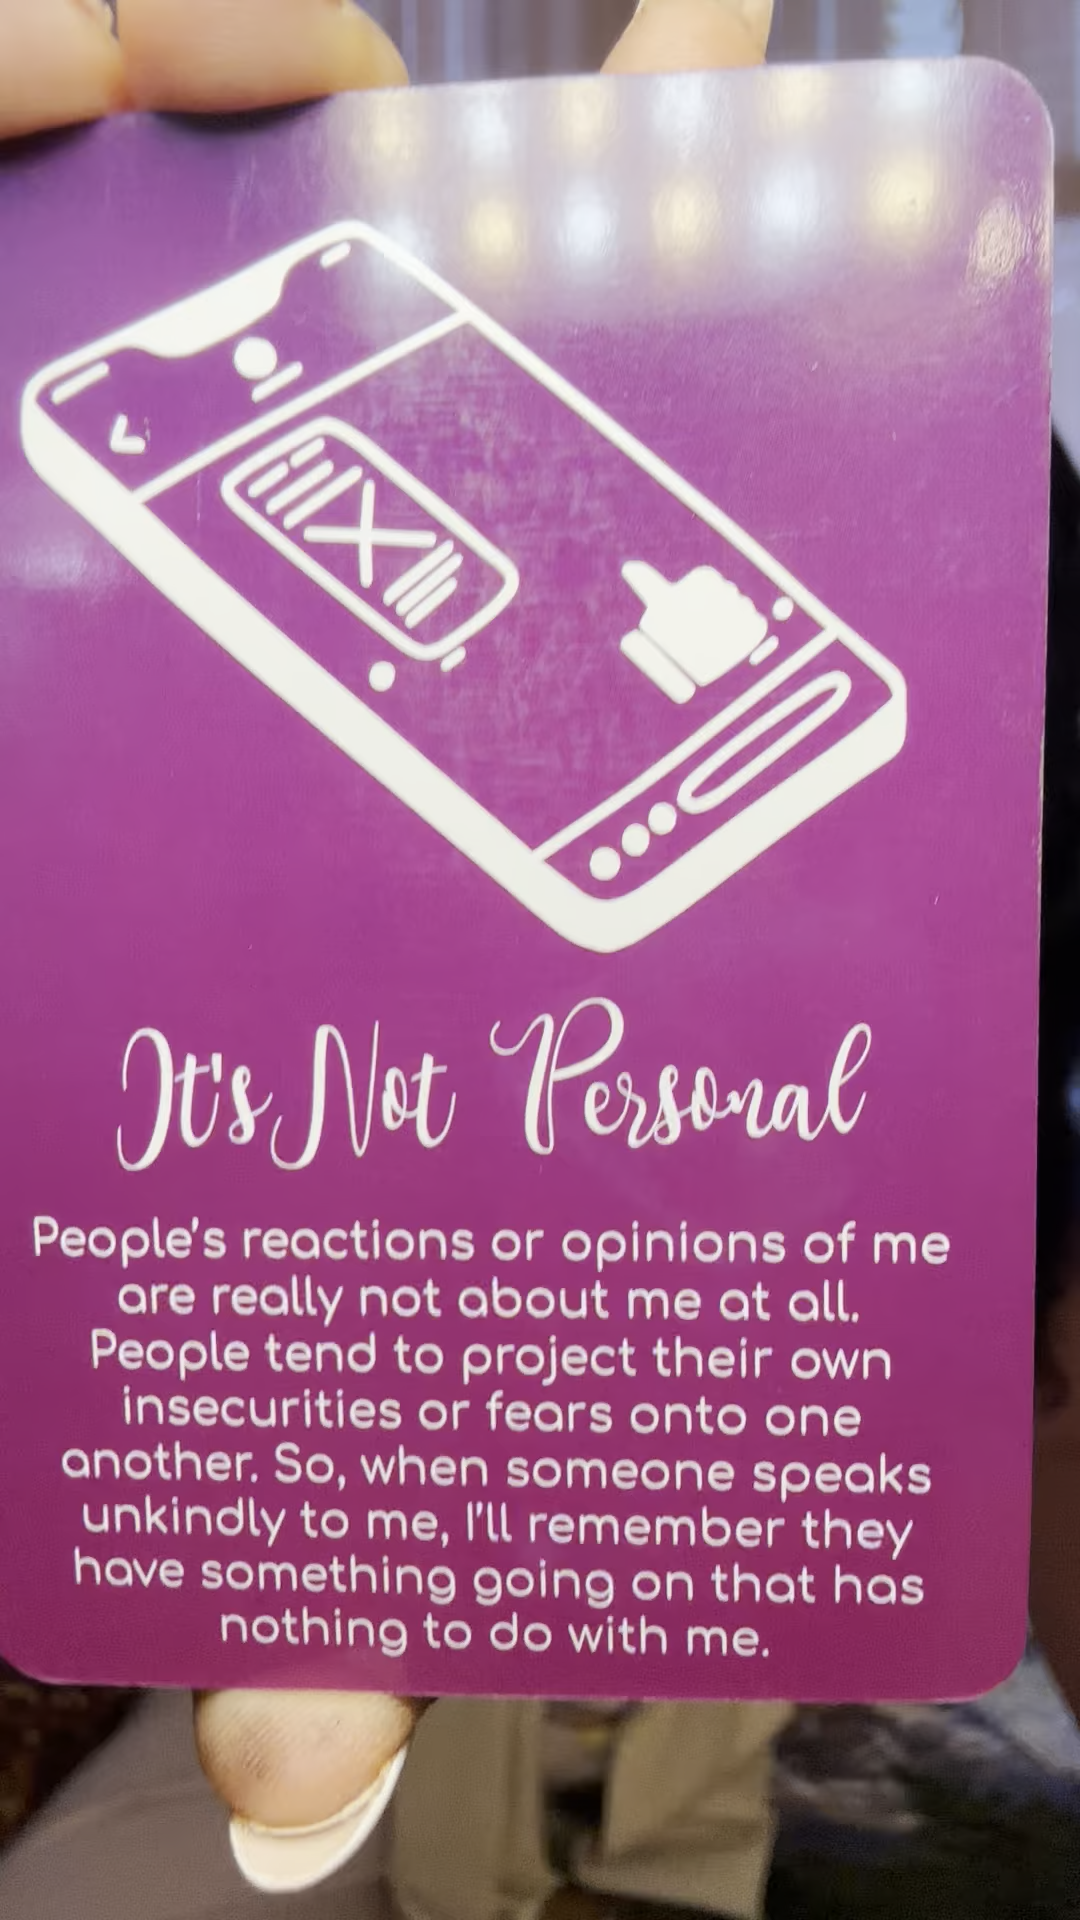 It's Not Personal
People's reactions or opinions of me
are really not about me at all.
People tend to project their own
insecurities or fears onto one
another. So, when someone speaks
unkindly to me, I'll remember they
have something going on that has
nothing to do with me.